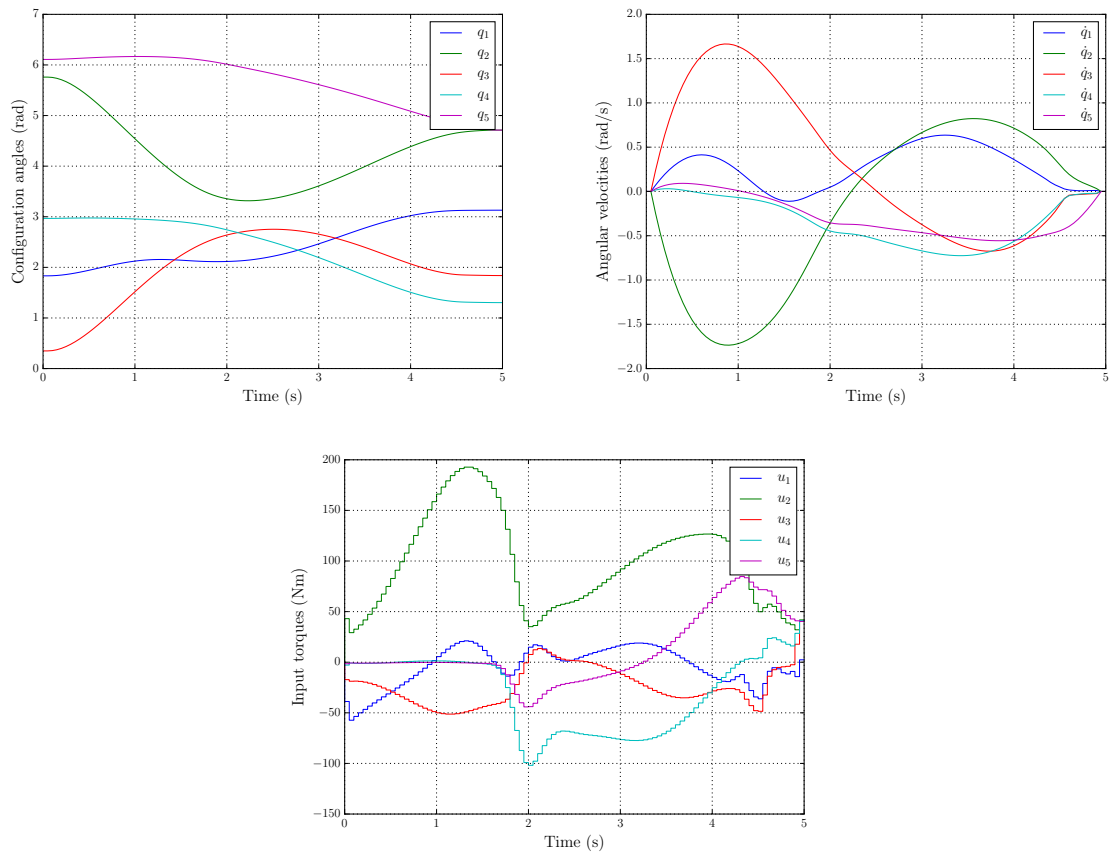 7
6
5
4
3
2
1
0
Configuration angles (rad)
0 1 2 3 4 5
Time (s)
q₁
q₂
q₃
q₄
q₅
2.0
1.5
1.0
0.5
0.0
−0.5
−1.0
−1.5
−2.0
Angular velocities (rad/s)
0 1 2 3 4 5
Time (s)
q̇₁
q̇₂
q̇₃
q̇₄
q̇₅
200
150
100
50
0
−50
−100
−150
Input torques (Nm)
0 1 2 3 4 5
Time (s)
u₁
u₂
u₃
u₄
u₅